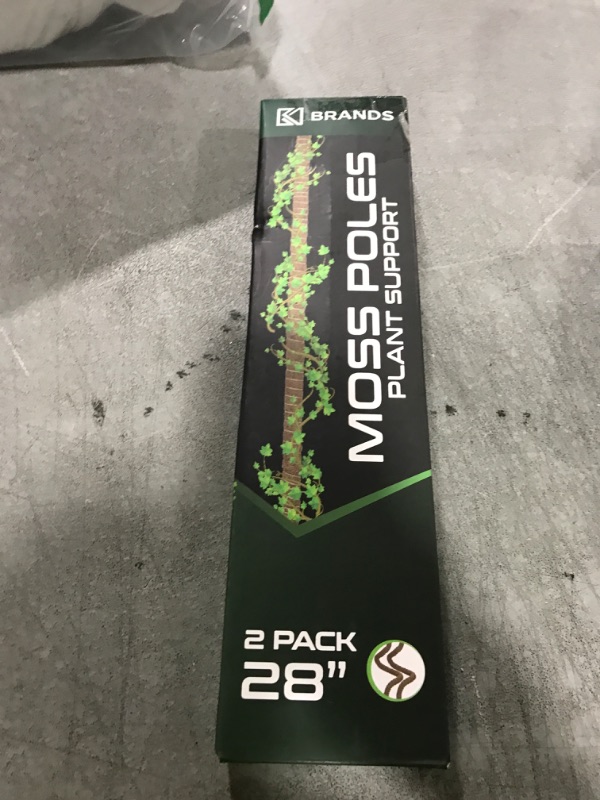 BRANDS
MOSS POLES
PLANT SUPPORT
2 PACK
28”